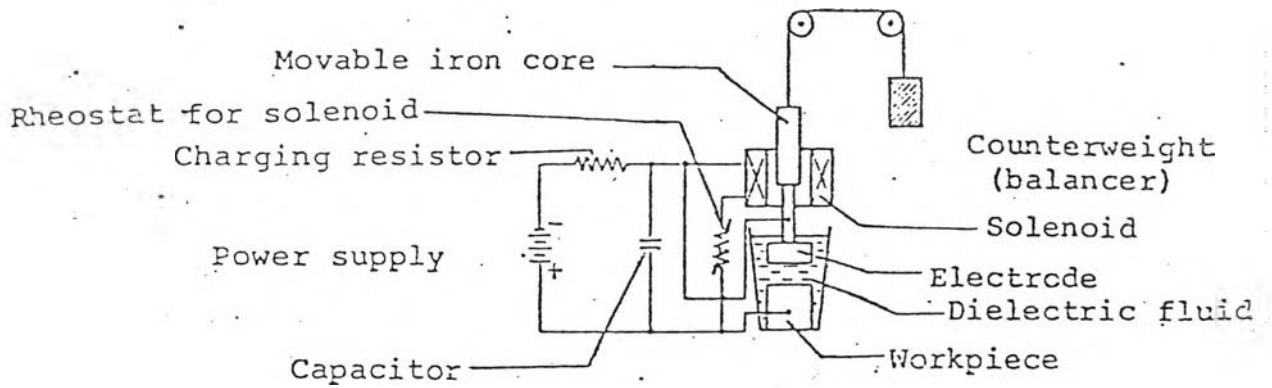 Movable iron core
Rheostat for solenoid
Charging resistor
Counterweight
(balancer)
Solenoid
-
Power supply
+
Electrode
Dielectric fluid
Workpiece
Capacitor